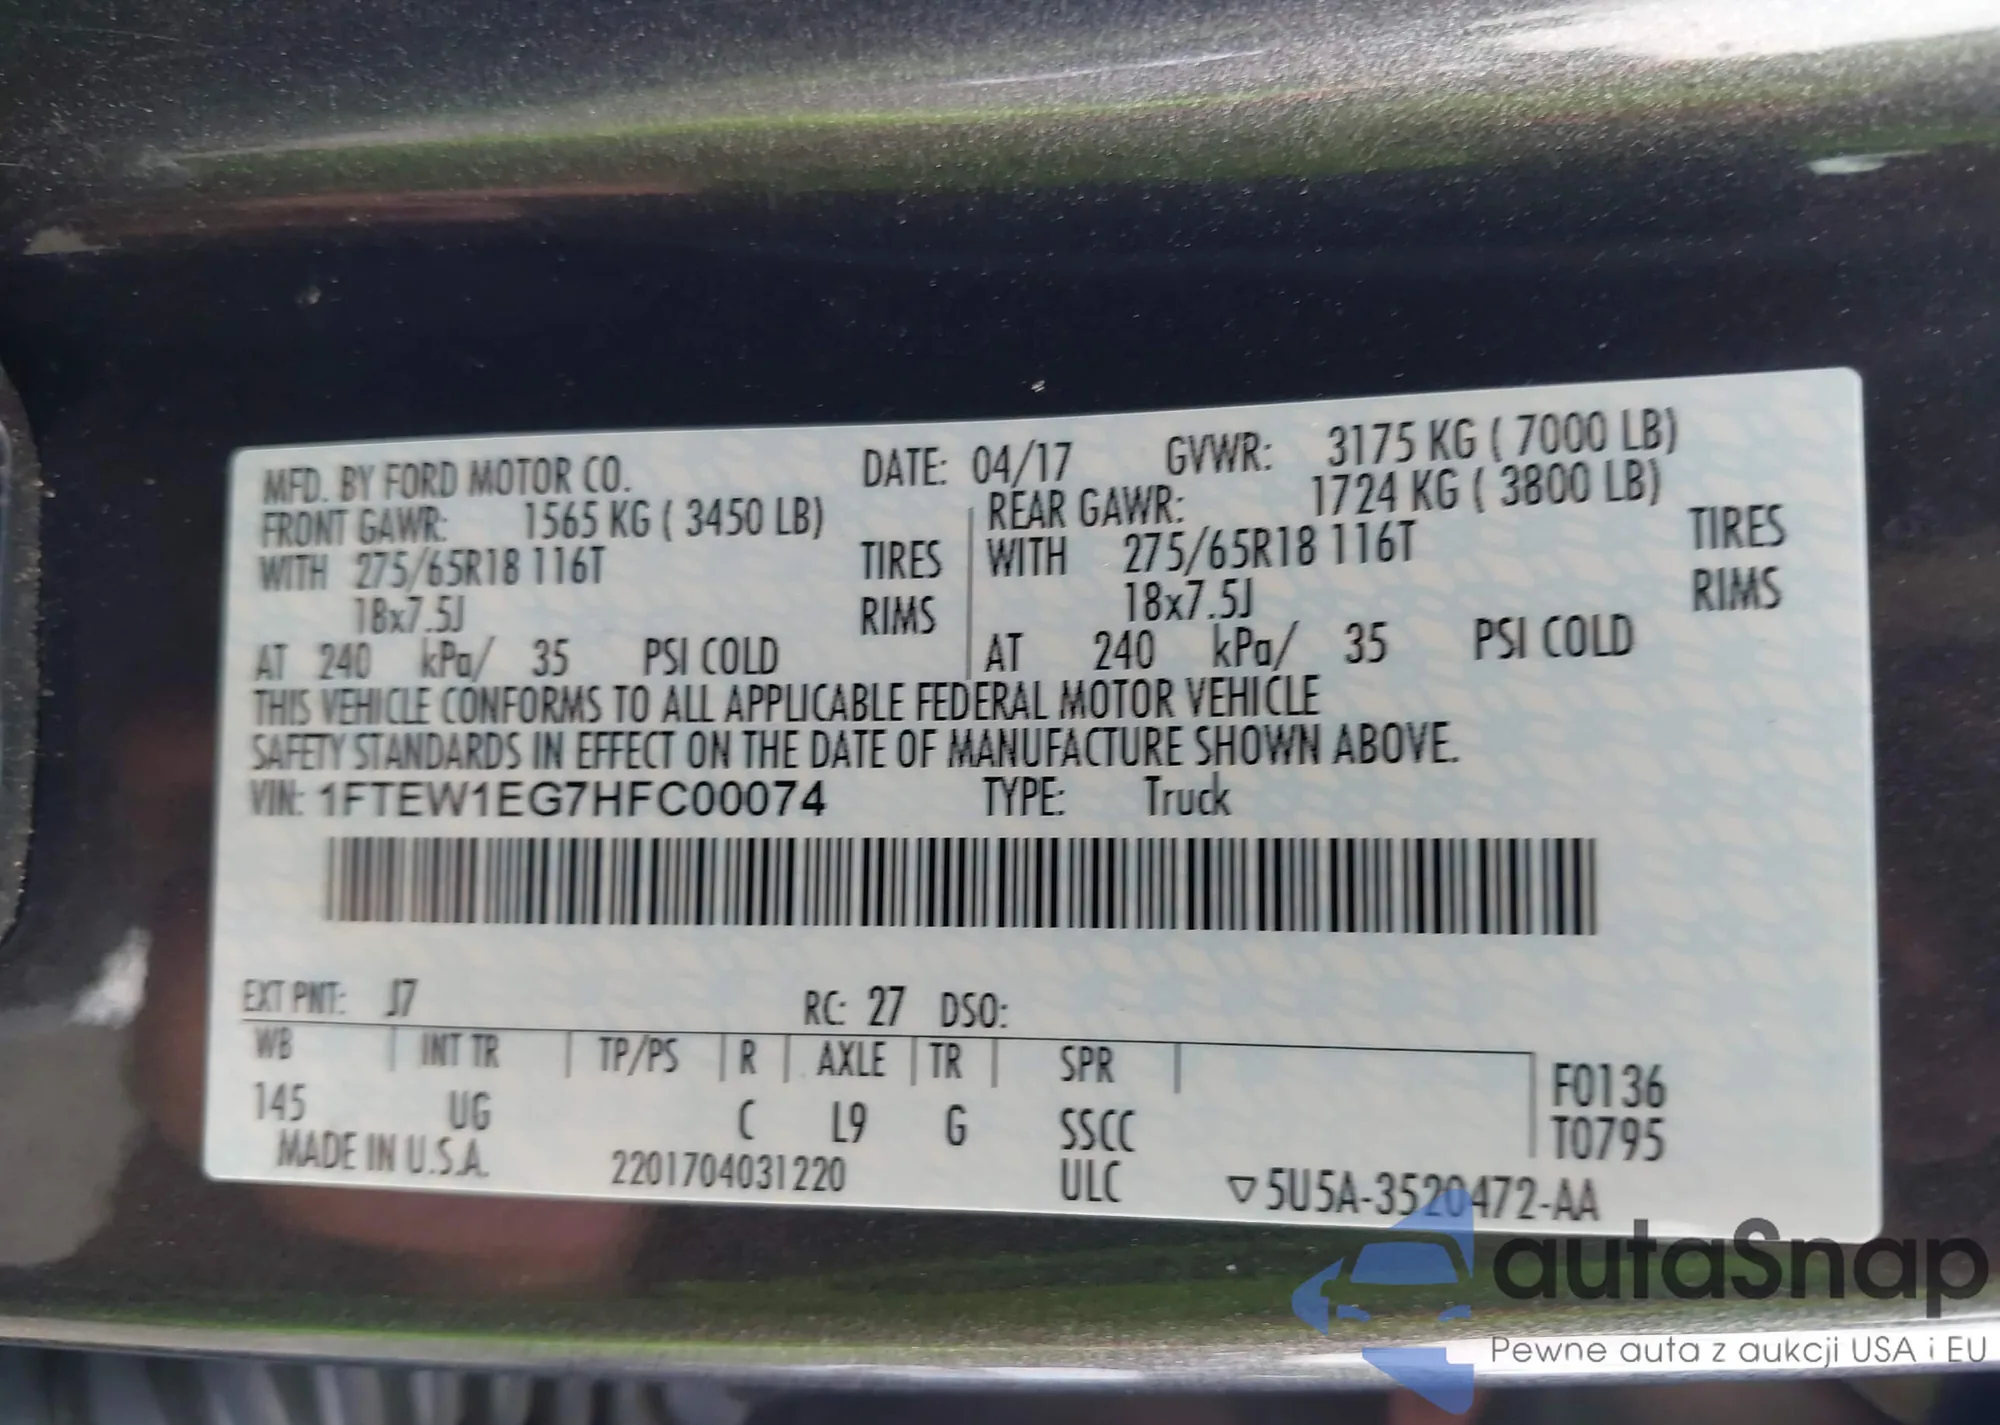 MFD. BY FORD MOTOR CO. DATE: 04/17 GVWR: 3175 KG ( 7000 LB)
FRONT GAWR: 1565 KG ( 3450 LB) REAR GAWR: 1724 KG ( 3800 LB)
WITH 275/65R18 116T TIRES WITH 275/65R18 116T TIRES
18x7.5J RIMS 18x7.5J RIMS
AT 240 kPa/ 35 PSI COLD AT 240 kPa/ 35 PSI COLD
THIS VEHICLE CONFORMS TO ALL APPLICABLE FEDERAL MOTOR VEHICLE
SAFETY STANDARDS IN EFFECT ON THE DATE OF MANUFACTURE SHOWN ABOVE.
VIN: 1FTEW1EG7HFC00074 TYPE: Truck
EXT PNT: J7 RC: 27 DSO:
WB INT TR TP/PS R AXLE TR SPR F0136
145 UG C L9 G SSCC T0795
MADE IN U.S.A. 2201704031220 ULC ▽5U5A-3520472-AA
autaSnap
Pewne auta z aukcji USA i EU